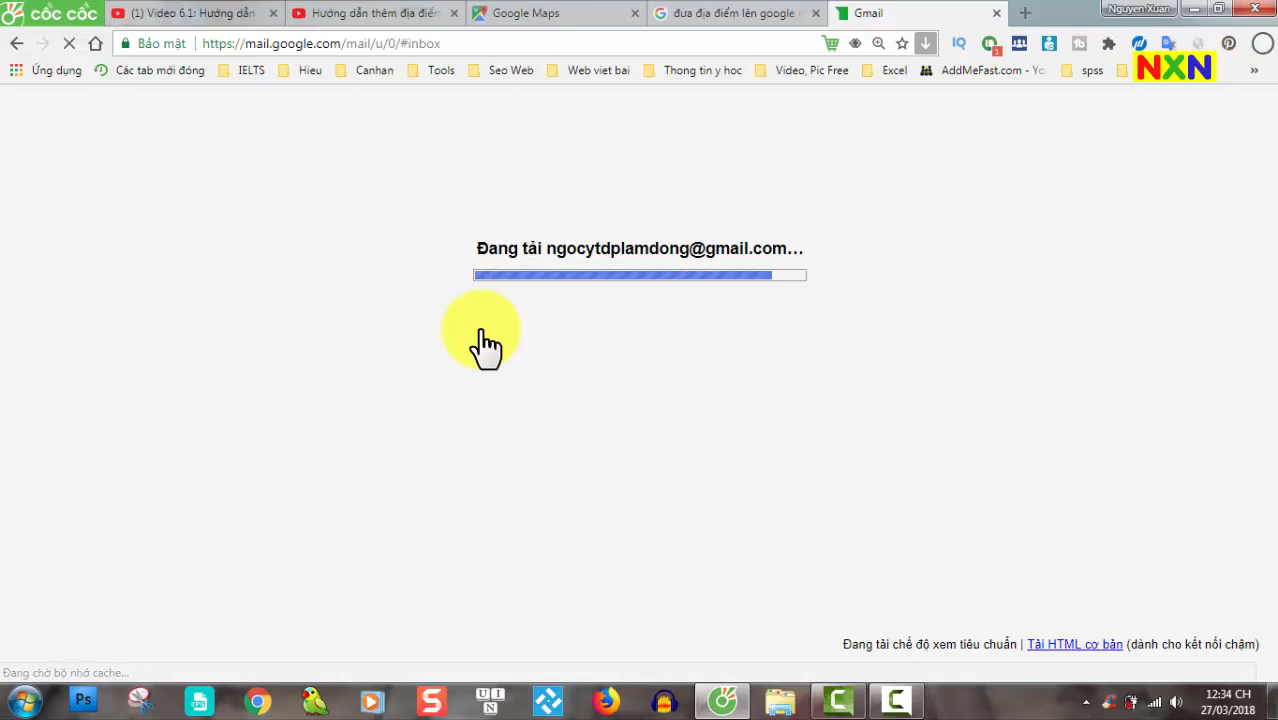 cốc cốc
(1) Video 6.1: Hướng dẫn
Hướng dẫn thêm địa điểm
Google Maps
đưa địa điểm lên google
Gmail
Nguyen Xuan
Bảo mật
https://mail.google.com/mail/u/0/#inbox
Ứng dụng
Các tab mới đóng
IELTS
Hieu
Canhan
Tools
Seo Web
Web viet bai
Thong tin y hoc
Video, Pic Free
Excel
AddMeFast.com - Yo
spss
NXN
Đang tải ngocytdplamdong@gmail.com…
Đang tải chế độ xem tiêu chuẩn | Tải HTML cơ bản (dành cho kết nối chậm)
Đang chờ bộ nhớ cache...
12:34 CH
27/03/2018